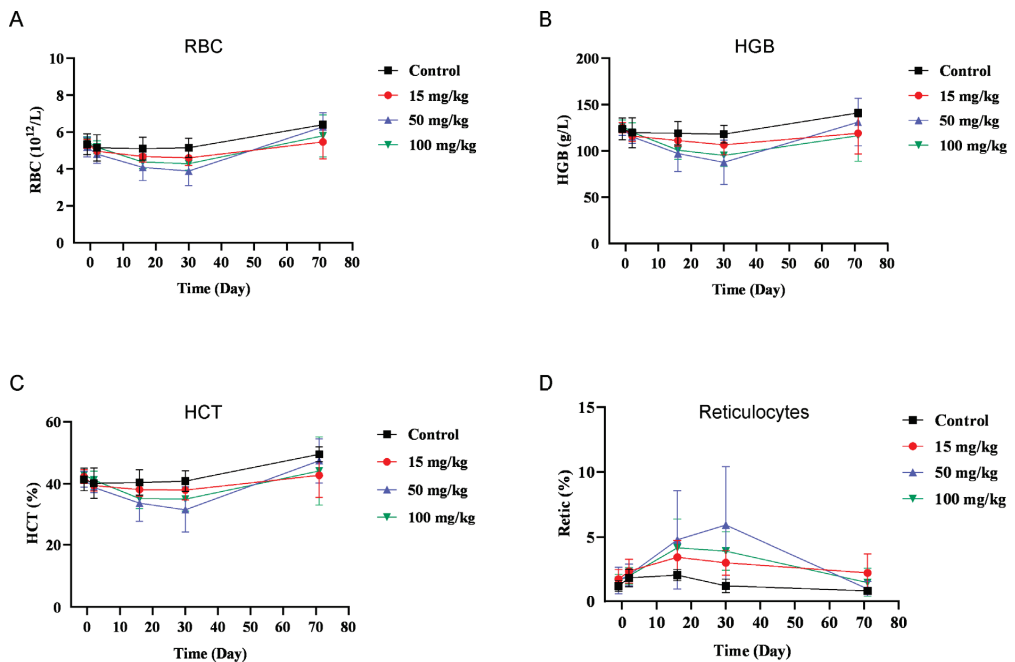 A
RBC
RBC (10¹²/L)
10
8
6
4
2
0
0 10 20 30 40 50 60 70 80
Time (Day)
Control
15 mg/kg
50 mg/kg
100 mg/kg
B
HGB
HGB (g/L)
200
150
100
50
0
0 10 20 30 40 50 60 70 80
Time (Day)
Control
15 mg/kg
50 mg/kg
100 mg/kg
C
HCT
HCT (%)
60
40
20
0
0 10 20 30 40 50 60 70 80
Time (Day)
Control
15 mg/kg
50 mg/kg
100 mg/kg
D
Reticulocytes
Retic (%)
15
10
5
0
0 10 20 30 40 50 60 70 80
Time (Day)
Control
15 mg/kg
50 mg/kg
100 mg/kg